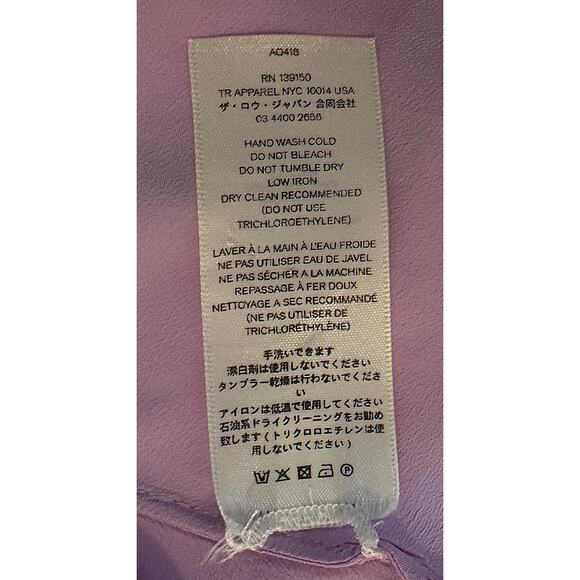 AO418
RN 139150
TR APPAREL NYC 10014 USA
ザ・ロウ・ジャパン 合同会社
03 4400 2656
HAND WASH COLD
DO NOT BLEACH
DO NOT TUMBLE DRY
LOW IRON
DRY CLEAN RECOMMENDED
(DO NOT USE
TRICHLOROETHYLENE)
LAVER À LA MAIN À L'EAU FROIDE
NE PAS UTILISER EAU DE JAVEL
NE PAS SÉCHER A LA MACHINE
REPASSAGE À FER DOUX
NETTOYAGE A SEC RECOMMANDÉ
(NE PAS UTILISER DE
TRICHLORÉTHYLÈNE)
手洗いできます
漂白剤は使用しないでください
タンブラー乾燥は行わないでくださ
い
アイロンは低温で使用してください
石油系ドライクリーニングをお勧め
致します(トリクロロエチレンは使
用しないでください)
P